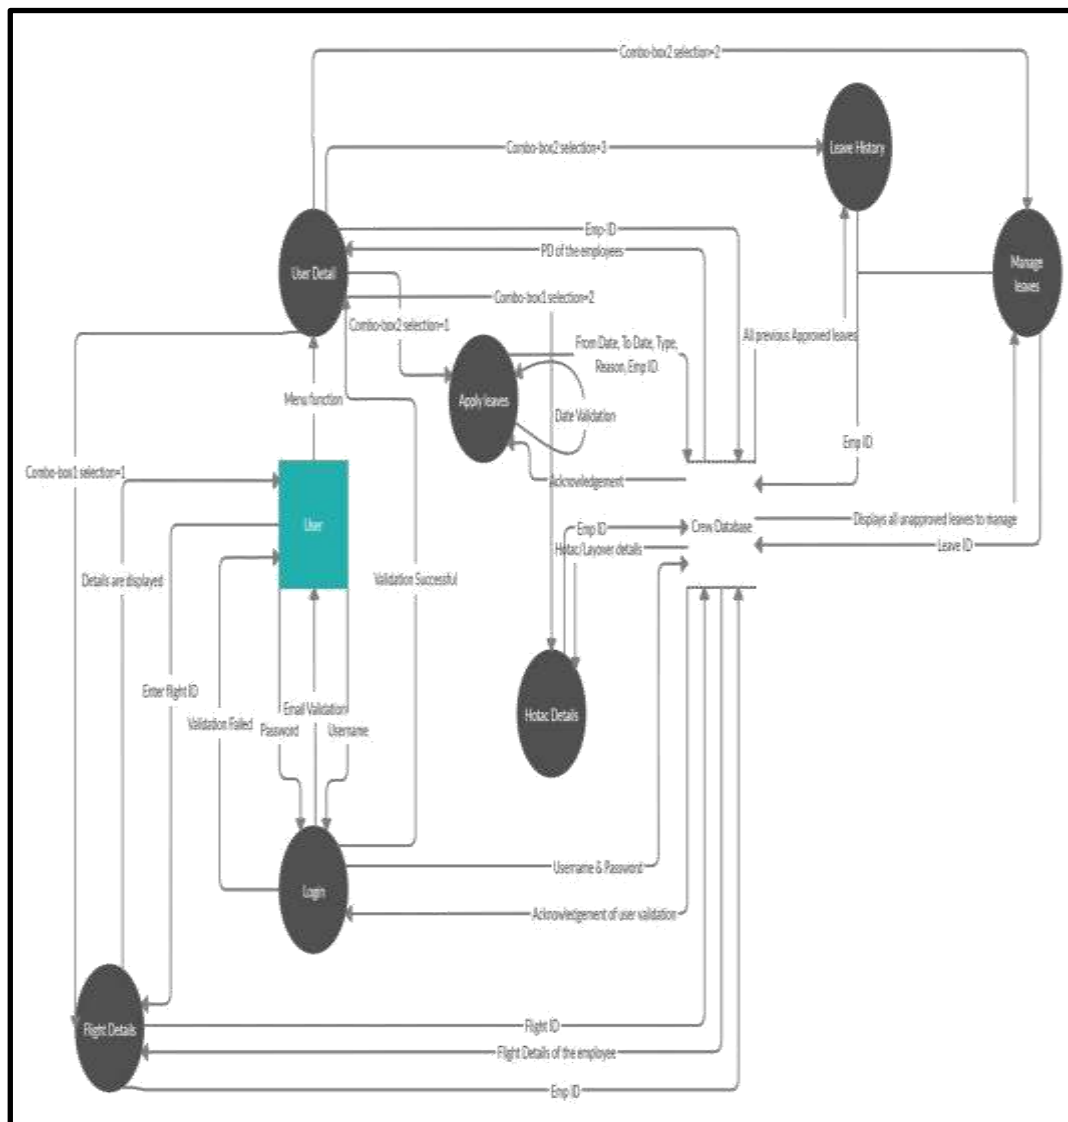 Combo-box2 selection=2
Combo-box2 selection=3
Leave History
Emp-ID
PD of the employees
User Detail
Manage
leaves
Combo-box1 selection=2
Combo-box2 selection=1
All previous Approved leaves
From Date, To Date, Type,
Reason, Emp ID
Menu function
Apply leaves
Date Validation
Emp ID
Combo-box1 selection=1
Acknowledgement
User
Emp ID
Crew Database
Displays all unapproved leaves to manage
Hotac/Layover details
Leave ID
Details are displayed
Validation Successful
Enter flight ID
Email Validation
Validation Failed
Password
Username
Hotac Details
Username & Password
Login
Acknowledgement of user validation
Flight Details
Flight ID
Flight Details of the employee
Emp ID